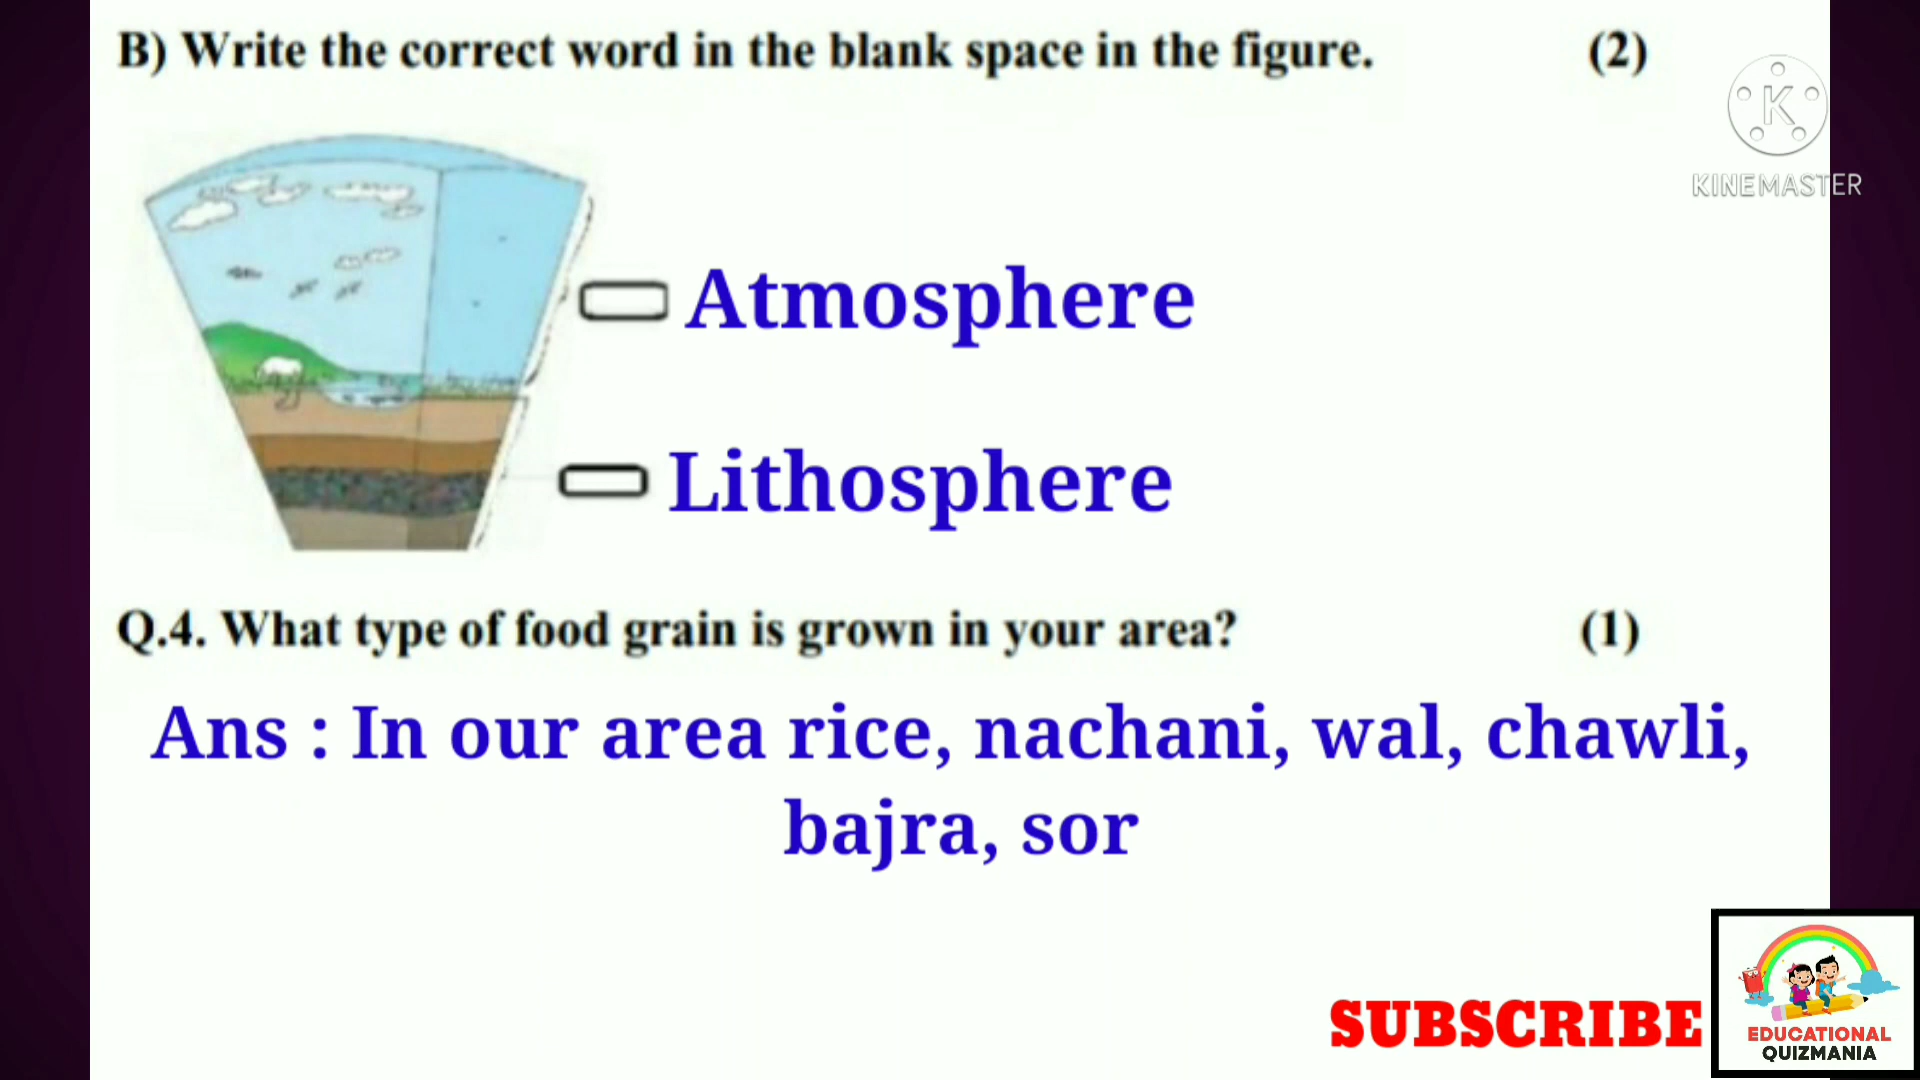 B) Write the correct word in the blank space in the figure. (2)
K
KINEMASTER
Atmosphere
Lithosphere
Q.4. What type of food grain is grown in your area? (1)
Ans : In our area rice, nachani, wal, chawli,
bajra, sor
SUBSCRIBE
EDUCATIONAL
QUIZMANIA